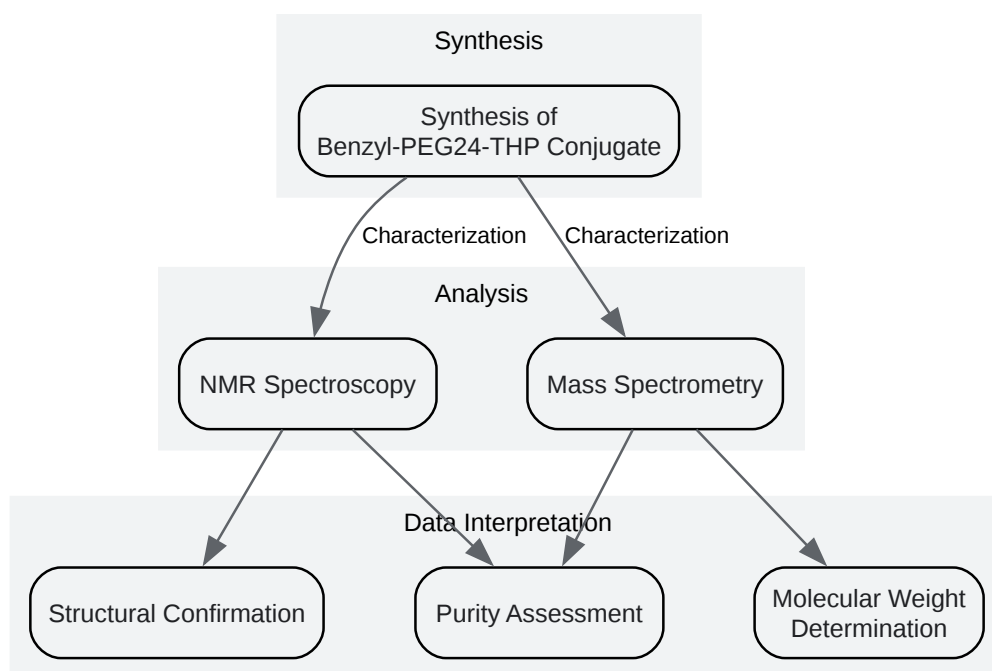 Synthesis
Synthesis of
Benzyl-PEG24-THP Conjugate
Characterization
Characterization
Analysis
NMR Spectroscopy
Mass Spectrometry
Data Interpretation
Structural Confirmation
Purity Assessment
Molecular Weight
Determination